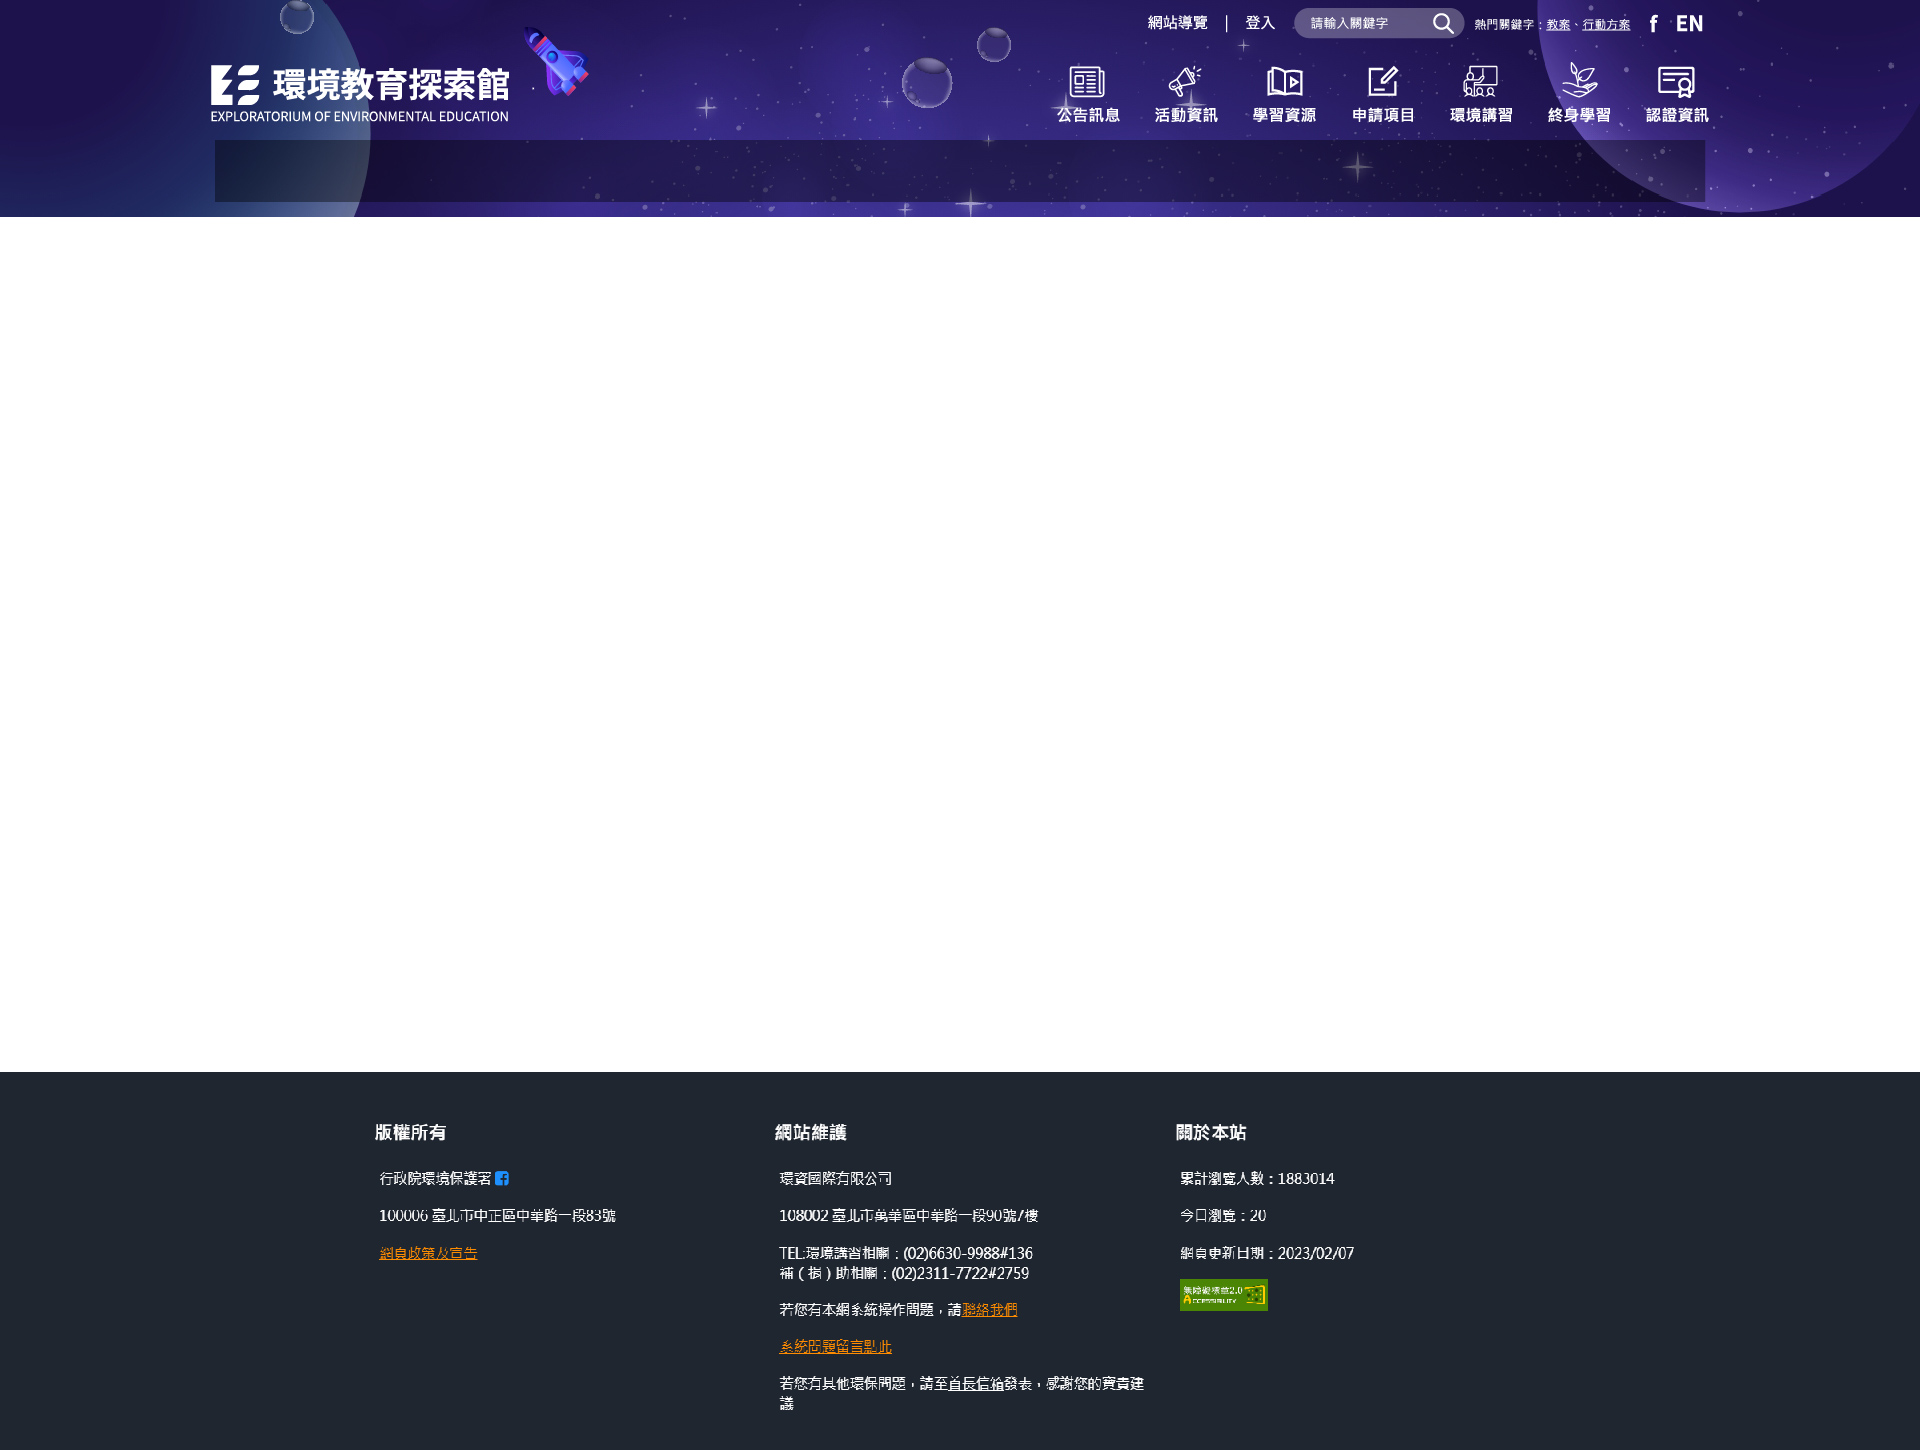 網站導覽 | 登入 請輸入關鍵字 熱門關鍵字：教案、行動方案 f EN
環境教育探索館
EXPLORATORIUM OF ENVIRONMENTAL EDUCATION
公告訊息 活動資訊 學習資源 申請項目 環境講習 終身學習 認證資訊
版權所有
行政院環境保護署
100006 臺北市中正區中華路一段83號
網頁政策及宣告
網站維護
環資國際有限公司
108002 臺北市萬華區中華路一段90號7樓
TEL:環境講習相關：(02)6630-9988#136
補（捐）助相關：(02)2311-7722#2759
若您有本網系統操作問題，請聯絡我們
系統問題留言點此
若您有其他環保問題，請至首長信箱發表，感謝您的寶貴建
議
關於本站
累計瀏覽人數：1883014
今日瀏覽：20
網頁更新日期：2023/02/07
無障礙標章2.0